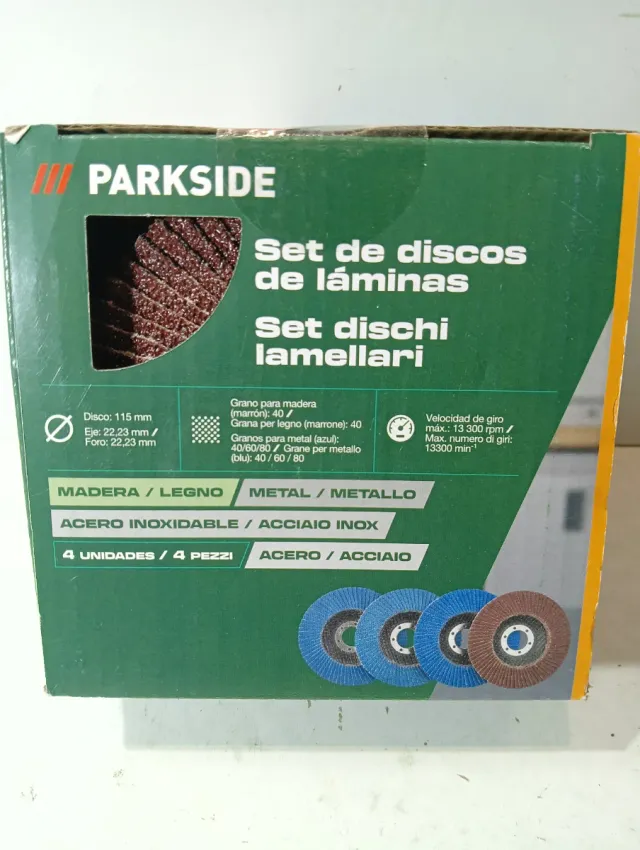 PARKSIDE
Set de discos
de láminas
Set dischi
lamellari
Disco: 115 mm
Eje: 22,23 mm /
Foro: 22,23 mm
Grano para madera
(marrón): 40 /
Grana per legno (marrone): 40
Granos para metal (azul):
40/60/80 / Grane per metallo
(blu): 40 / 60 / 80
Velocidad de giro
máx.: 13 300 rpm /
Max. numero di giri:
13300 min⁻¹
MADERA / LEGNO
METAL / METALLO
ACERO INOXIDABLE / ACCIAIO INOX
4 UNIDADES / 4 PEZZI
ACERO / ACCIAIO